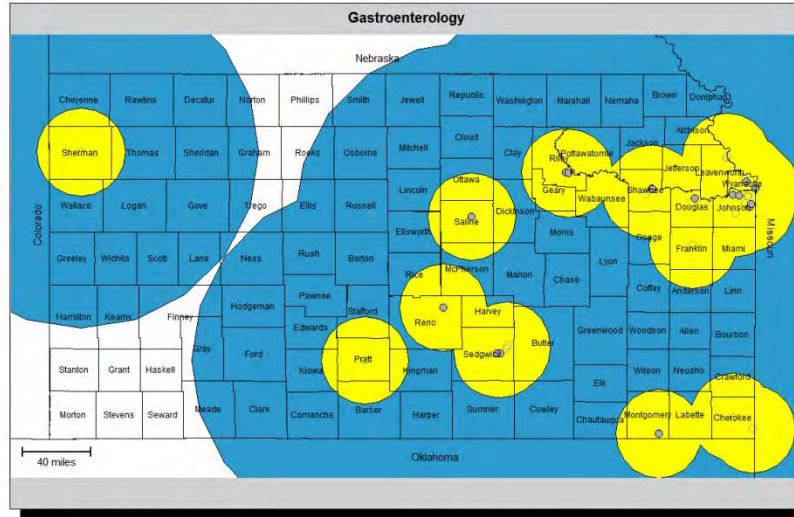 Gastroenterology
Nebraska
Cheyenne Rawlins Decatur Norton Phillips Smith Jewell Republic Washington Marshall Nemaha Brown Doniphan
Atchison
Sherman Thomas Sheridan Graham Rooks Osborne Mitchell Cloud Clay Riley Pottawatomie Jackson Jefferson Leavenworth Wyandotte
Lincoln Ottawa Geary Wabaunsee Shawnee Douglas Johnson
Wallace Logan Gove Trego Ellis Russell Saline Dickinson
Colorado
Missouri
Ellsworth Morris Osage Franklin Miami
Greeley Wichita Scott Lane Ness Rush Barton Rice McPherson Marion Chase Lyon
Pawnee Coffey Anderson Linn
Hamilton Kearny Finney Hodgeman Stafford Reno Harvey
Edwards
Gray Ford Pratt Sedgwick Butler Greenwood Woodson Allen Bourbon
Stanton Grant Haskell Kiowa Kingman Elk Wilson Neosho Crawford
Morton Stevens Seward Meade Clark Comanche Barber Harper Sumner Cowley Chautauqua Montgomery Labette Cherokee
40 miles
Oklahoma